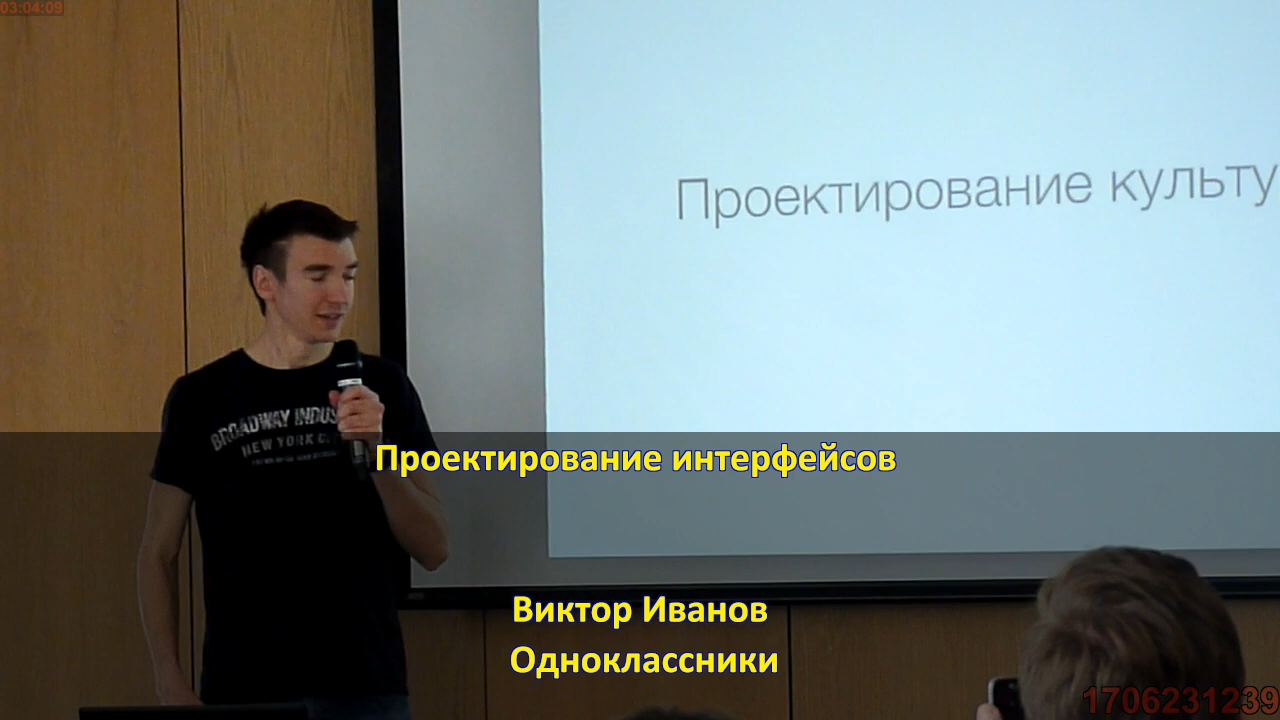 03:04:09
Проектирование культу
BROADWAY INDUS
NEW YORK C
Проектирование интерфейсов
Виктор Иванов
Одноклассники
1706231239